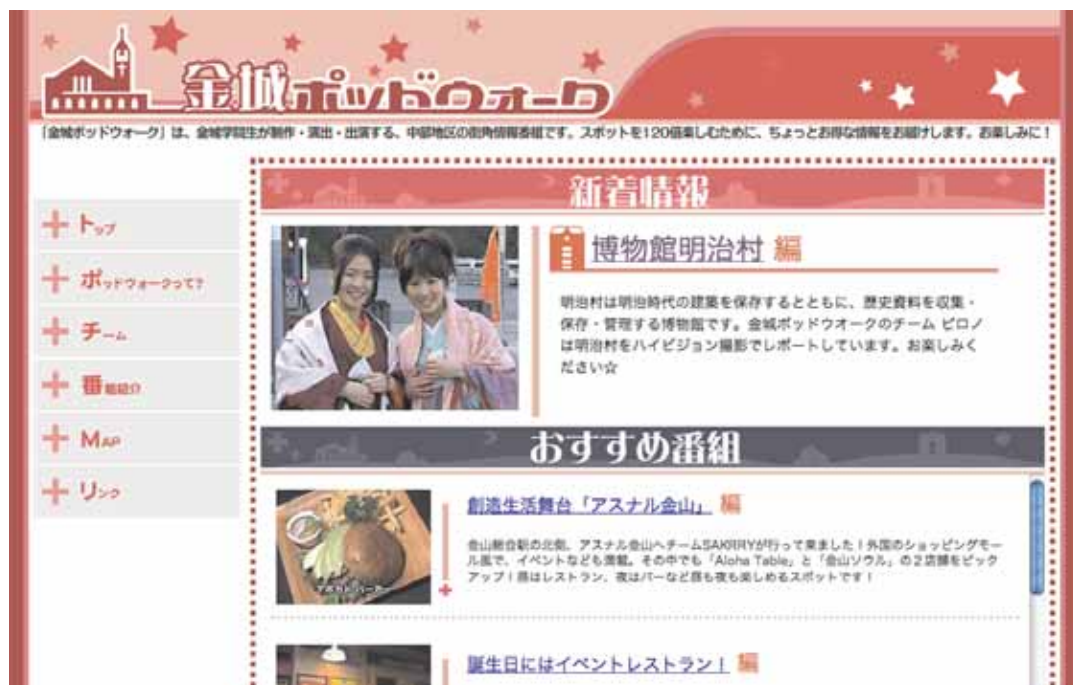 金城ポッドウォーク
「金城ポッドウォーク」は、金城学院生が制作・演出・出演する、中部地区の街角情報番組です。スポットを120倍楽しむために、ちょっとお得な情報をお届けします。お楽しみに！
トップ
ポッドウォークって?
チーム
番組紹介
MAP
リンク
新着情報
博物館明治村 編
明治村は明治時代の建築を保存するとともに、歴史資料を収集・
保存・管理する博物館です。金城ポッドウオークのチーム ピロノ
は明治村をハイビジョン撮影でレポートしています。お楽しみく
ださい☆
おすすめ番組
創造生活舞台「アスナル金山」 編
金山総合駅の北側、アスナル金山へチームSAKRRYが行って来ました！外国のショッピングモー
ル風で、イベントなども満載。その中でも「Aloha Table」と「金山ソウル」の2店舗をピック
アップ！昼はレストラン、夜はバーなど昼も夜も楽しめるスポットです！
アボカドバーガー
誕生日にはイベントレストラン！ 編